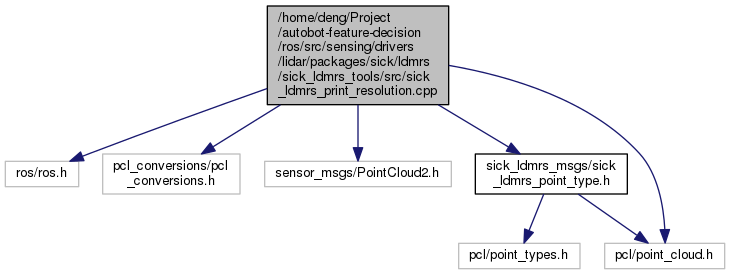 /home/deng/Project
/autobot-feature-decision
/ros/src/sensing/drivers
/lidar/packages/sick/ldmrs
/sick_ldmrs_tools/src/sick
_ldmrs_print_resolution.cpp
ros/ros.h
pcl_conversions/pcl
_conversions.h
sensor_msgs/PointCloud2.h
sick_ldmrs_msgs/sick
_ldmrs_point_type.h
pcl/point_types.h
pcl/point_cloud.h